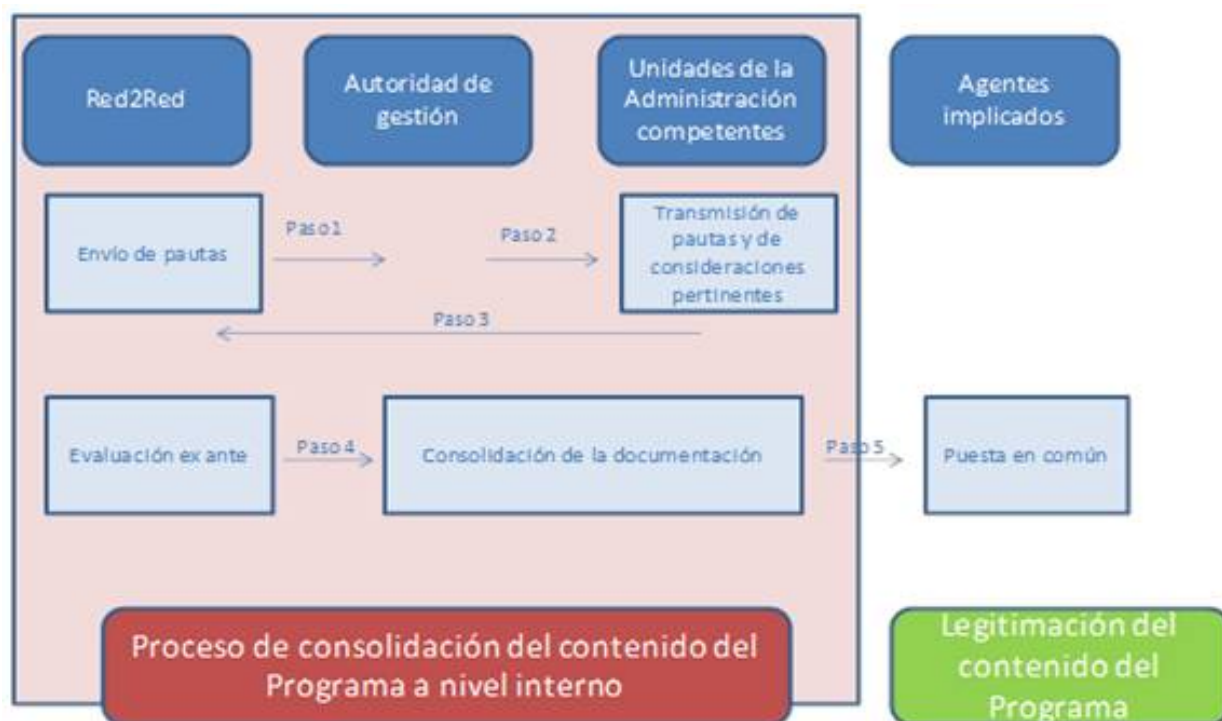 Red2Red
Autoridad de
gestión
Unidades de la
Administración
competentes
Agentes
implicados
Envío de pautas
Paso 1
Paso 2
Transmisión de
pautas y de
consideraciones
pertinentes
Paso 3
Evaluación ex ante
Paso 4
Consolidación de la documentación
Paso 5
Puesta en común
Proceso de consolidación del contenido del
Programa a nivel interno
Legitimación del
contenido del
Programa